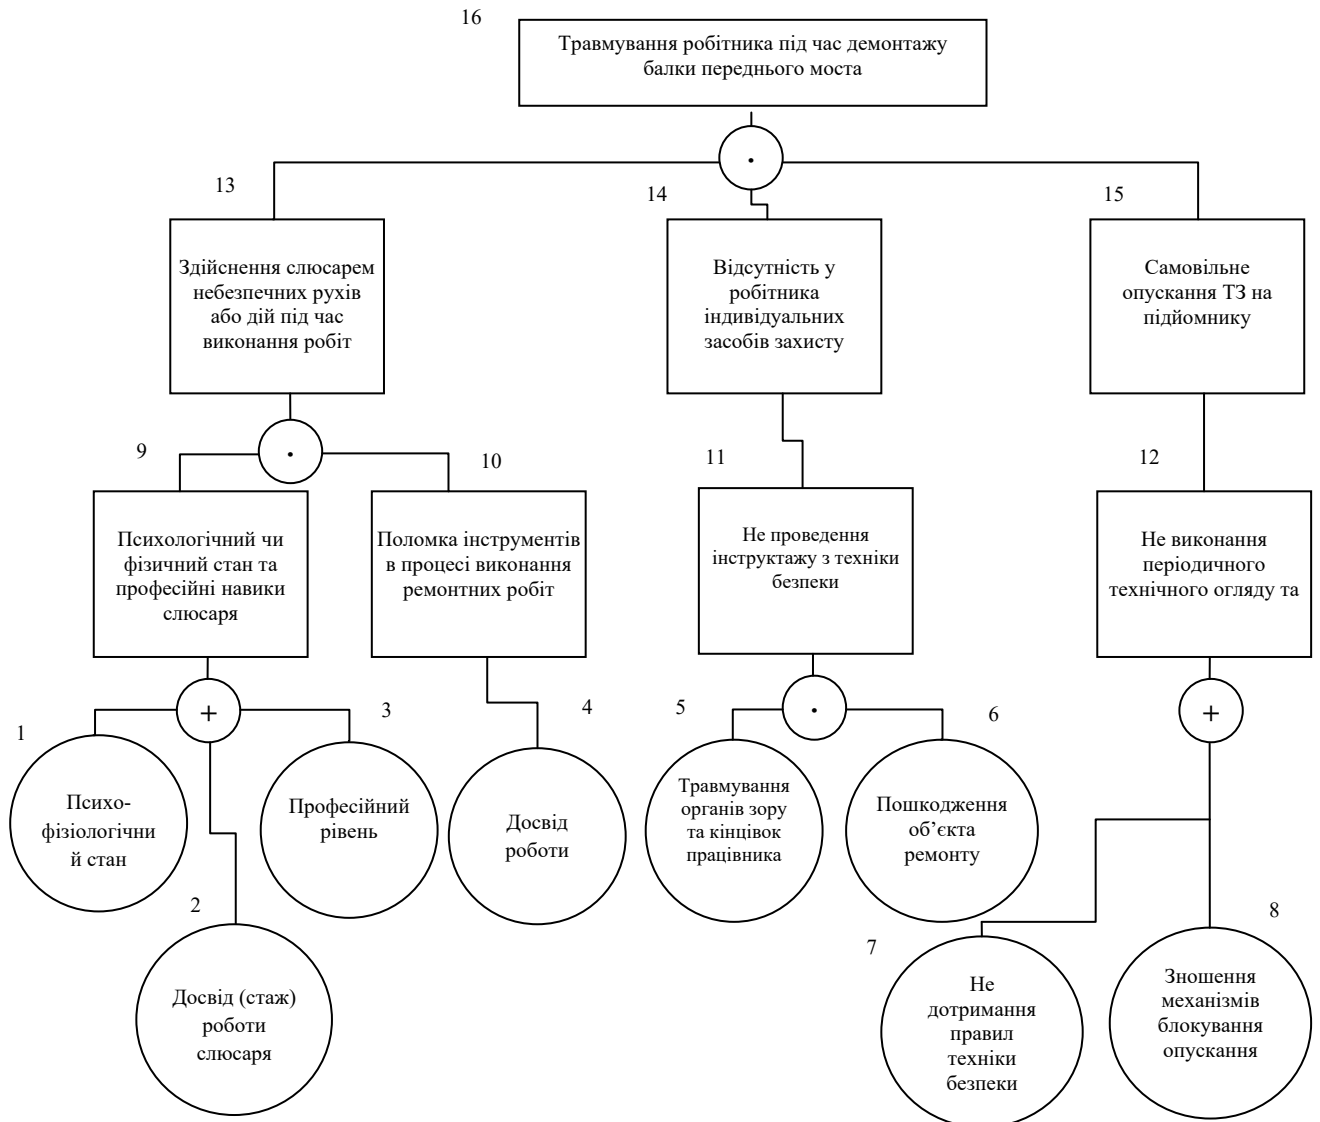 16
Травмування робітника під час демонтажу
балки переднього моста
.
13
14
15
Здійснення слюсарем
небезпечних рухів
або дій під час
виконання робіт
Відсутність у
робітника
індивідуальних
засобів захисту
Самовільне
опускання ТЗ на
підйомнику
9
.
10
11
12
Психологічний чи
фізичний стан та
професійні навики
слюсаря
Поломка інструментів
в процесі виконання
ремонтних робіт
Не проведення
інструктажу з техніки
безпеки
Не виконання
періодичного
технічного огляду та
1
+
3
4
5
.
6
+
Психо-
фізіологічни
й стан
Професійний
рівень
Досвід
роботи
Травмування
органів зору
та кінцівок
працівника
Пошкодження
об’єкта
ремонту
2
7
8
Досвід (стаж)
роботи
слюсаря
Не
дотримання
правил
техніки
безпеки
Зношення
механізмів
блокування
опускання